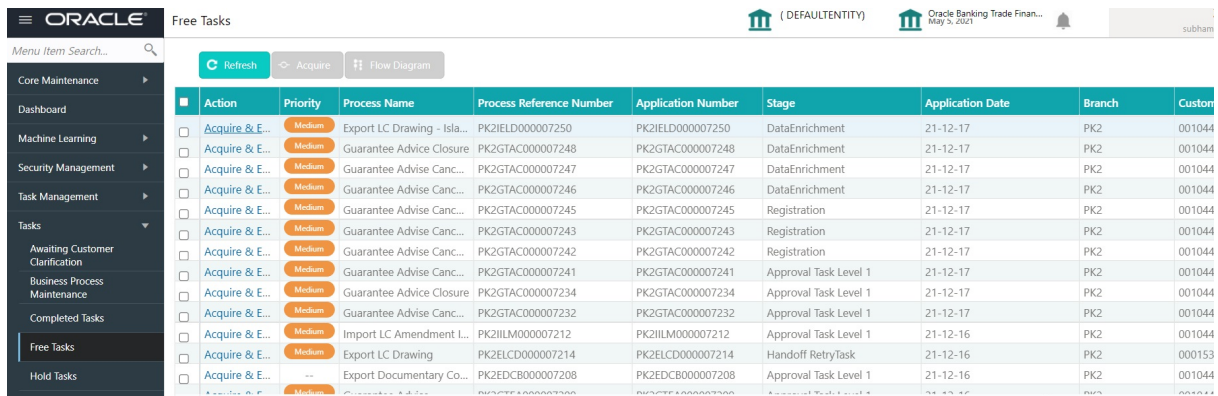 ORACLE Free Tasks ( DEFAULTENTITY) Oracle Banking Trade Finan...
May 5, 2021
subham
Menu Item Search...
Refresh Acquire Flow Diagram
Core Maintenance
Dashboard
Machine Learning
Security Management
Task Management
Tasks
Awaiting Customer
Clarification
Business Process
Maintenance
Completed Tasks
Free Tasks
Hold Tasks
Action Priority Process Name Process Reference Number Application Number Stage Application Date Branch Custom
Acquire & E... Medium Export LC Drawing - Isla... PK2IELD000007250 PK2IELD000007250 DataEnrichment 21-12-17 PK2 001044
Acquire & E... Medium Guarantee Advice Closure PK2GTAC000007248 PK2GTAC000007248 DataEnrichment 21-12-17 PK2 001044
Acquire & E... Medium Guarantee Advise Canc... PK2GTAC000007247 PK2GTAC000007247 DataEnrichment 21-12-17 PK2 001044
Acquire & E... Medium Guarantee Advise Canc... PK2GTAC000007246 PK2GTAC000007246 DataEnrichment 21-12-17 PK2 001044
Acquire & E... Medium Guarantee Advise Canc... PK2GTAC000007245 PK2GTAC000007245 Registration 21-12-17 PK2 001044
Acquire & E... Medium Guarantee Advise Canc... PK2GTAC000007243 PK2GTAC000007243 Registration 21-12-17 PK2 001044
Acquire & E... Medium Guarantee Advise Canc... PK2GTAC000007242 PK2GTAC000007242 Registration 21-12-17 PK2 001044
Acquire & E... Medium Guarantee Advise Canc... PK2GTAC000007241 PK2GTAC000007241 Approval Task Level 1 21-12-17 PK2 001044
Acquire & E... Medium Guarantee Advice Closure PK2GTAC000007234 PK2GTAC000007234 Approval Task Level 1 21-12-17 PK2 001044
Acquire & E... Medium Guarantee Advise Canc... PK2GTAC000007232 PK2GTAC000007232 Approval Task Level 1 21-12-17 PK2 001044
Acquire & E... Medium Import LC Amendment I... PK2IILM000007212 PK2IILM000007212 Approval Task Level 1 21-12-16 PK2 001044
Acquire & E... Medium Export LC Drawing PK2ELCD000007214 PK2ELCD000007214 Handoff RetryTask 21-12-16 PK2 000153
Acquire & E... -- Export Documentary Co... PK2EDCB000007208 PK2EDCB000007208 Approval Task Level 1 21-12-16 PK2 001044